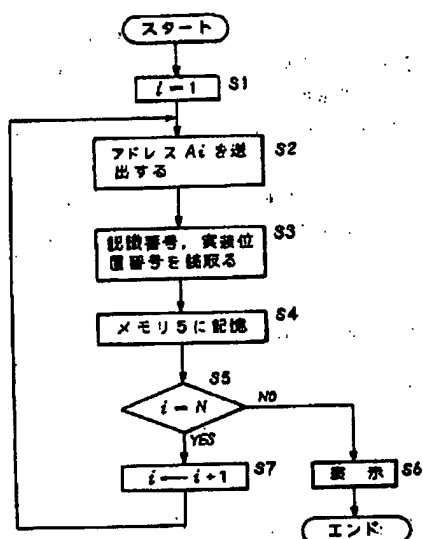 スタート
i = 1 S1
アドレス Ai を送 S2
出する
認識番号,実装位 S3
置番号を読取る
メモリ5に記憶 S4
S5
i = N
NO
YES
i ← i+1 S7
表 示 S6
エンド